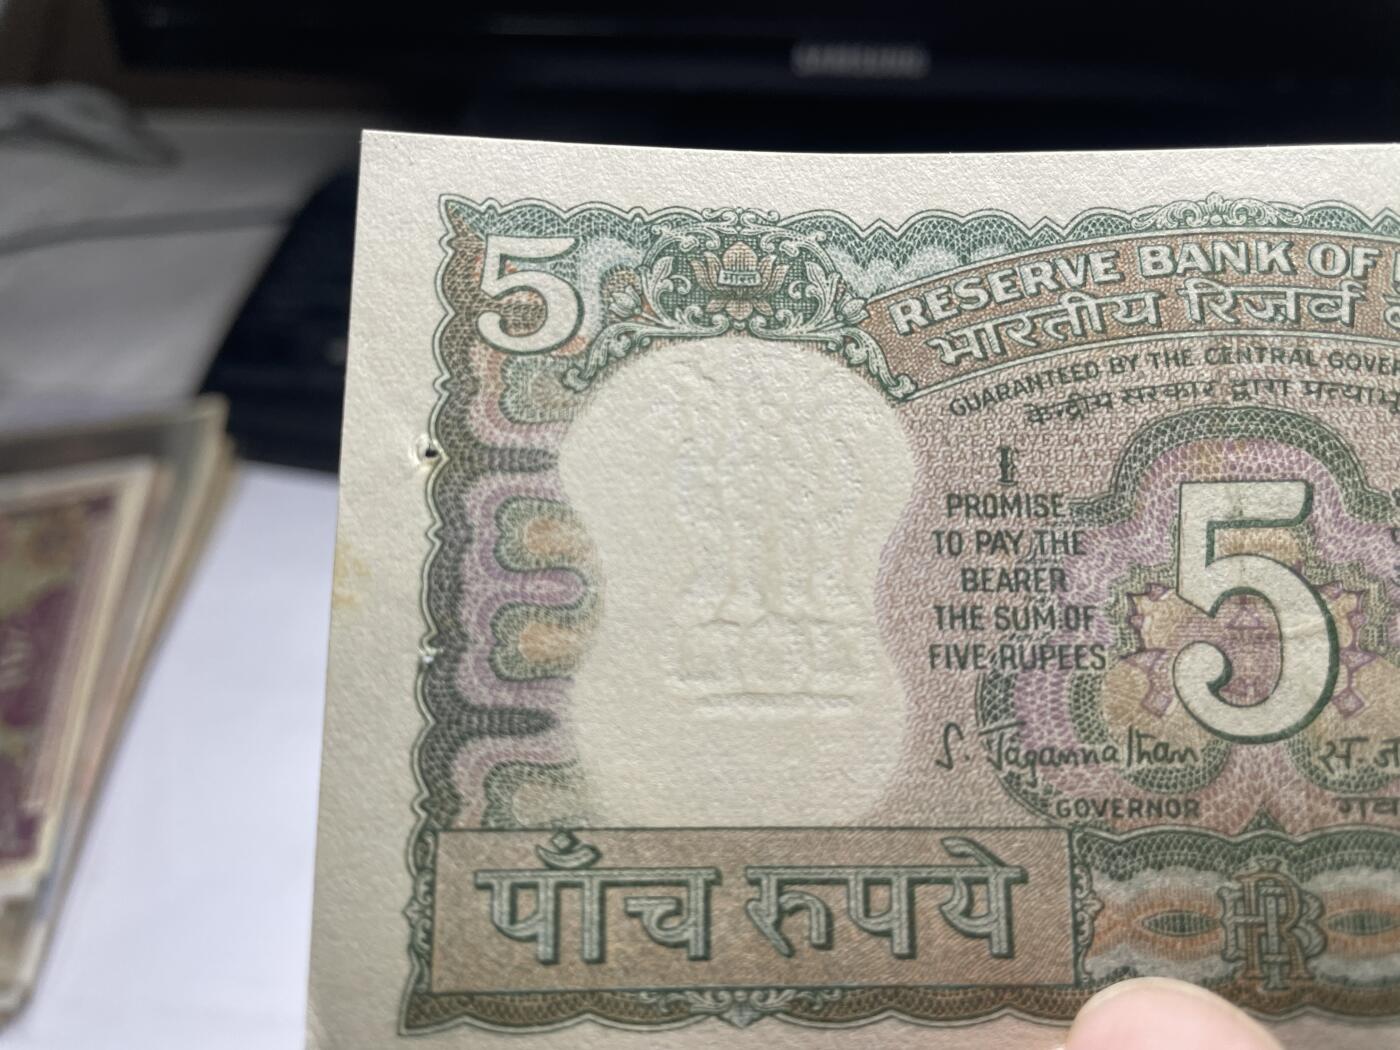 SAMSUNG
5
RESERVE BANK OF
भारतीय रिज़र्व
GUARANTEED BY THE CENTRAL
केन्द्रीय सरकार द्वारा
I
PROMISE
TO PAY THE
BEARER
THE SUM OF
FIVE RUPEES
5
S. Jagannathan
GOVERNOR
पाँच रुपये